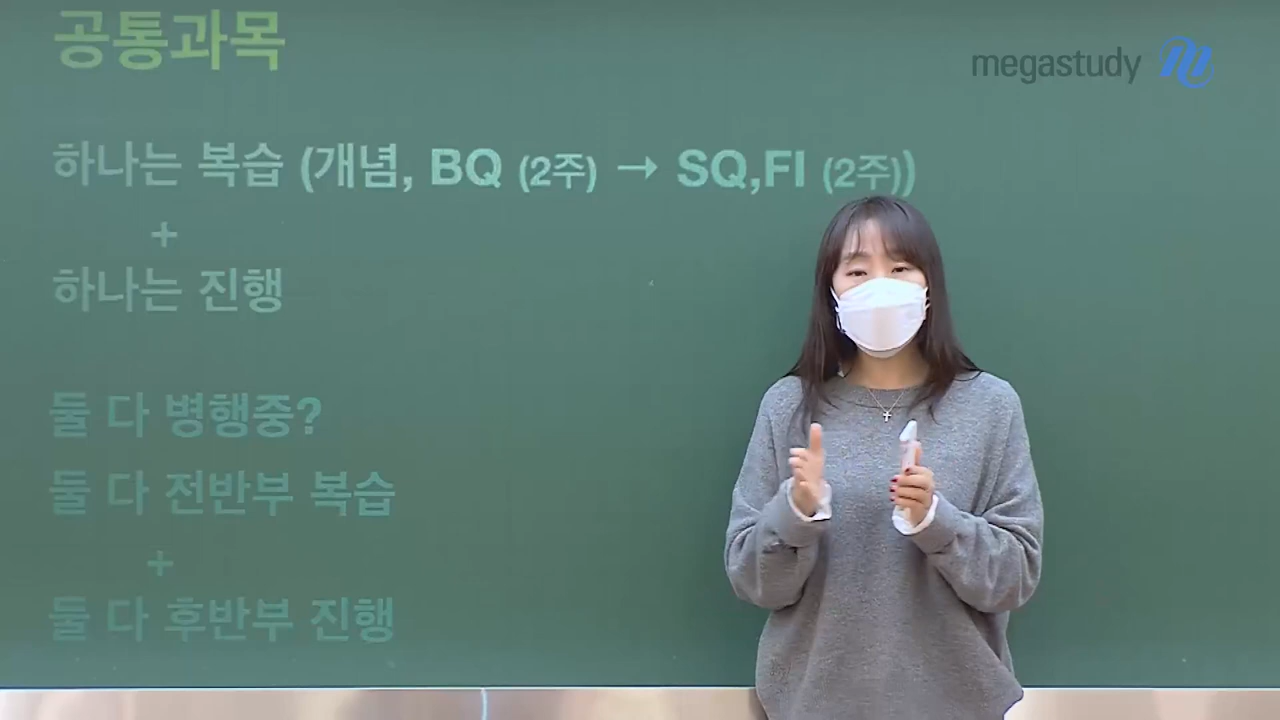 공통과목
megastudy
하나는 복습 (개념, BQ (2주) → SQ,FI (2주))
+
하나는 진행
둘 다 병행중?
둘 다 전반부 복습
+
둘 다 후반부 진행